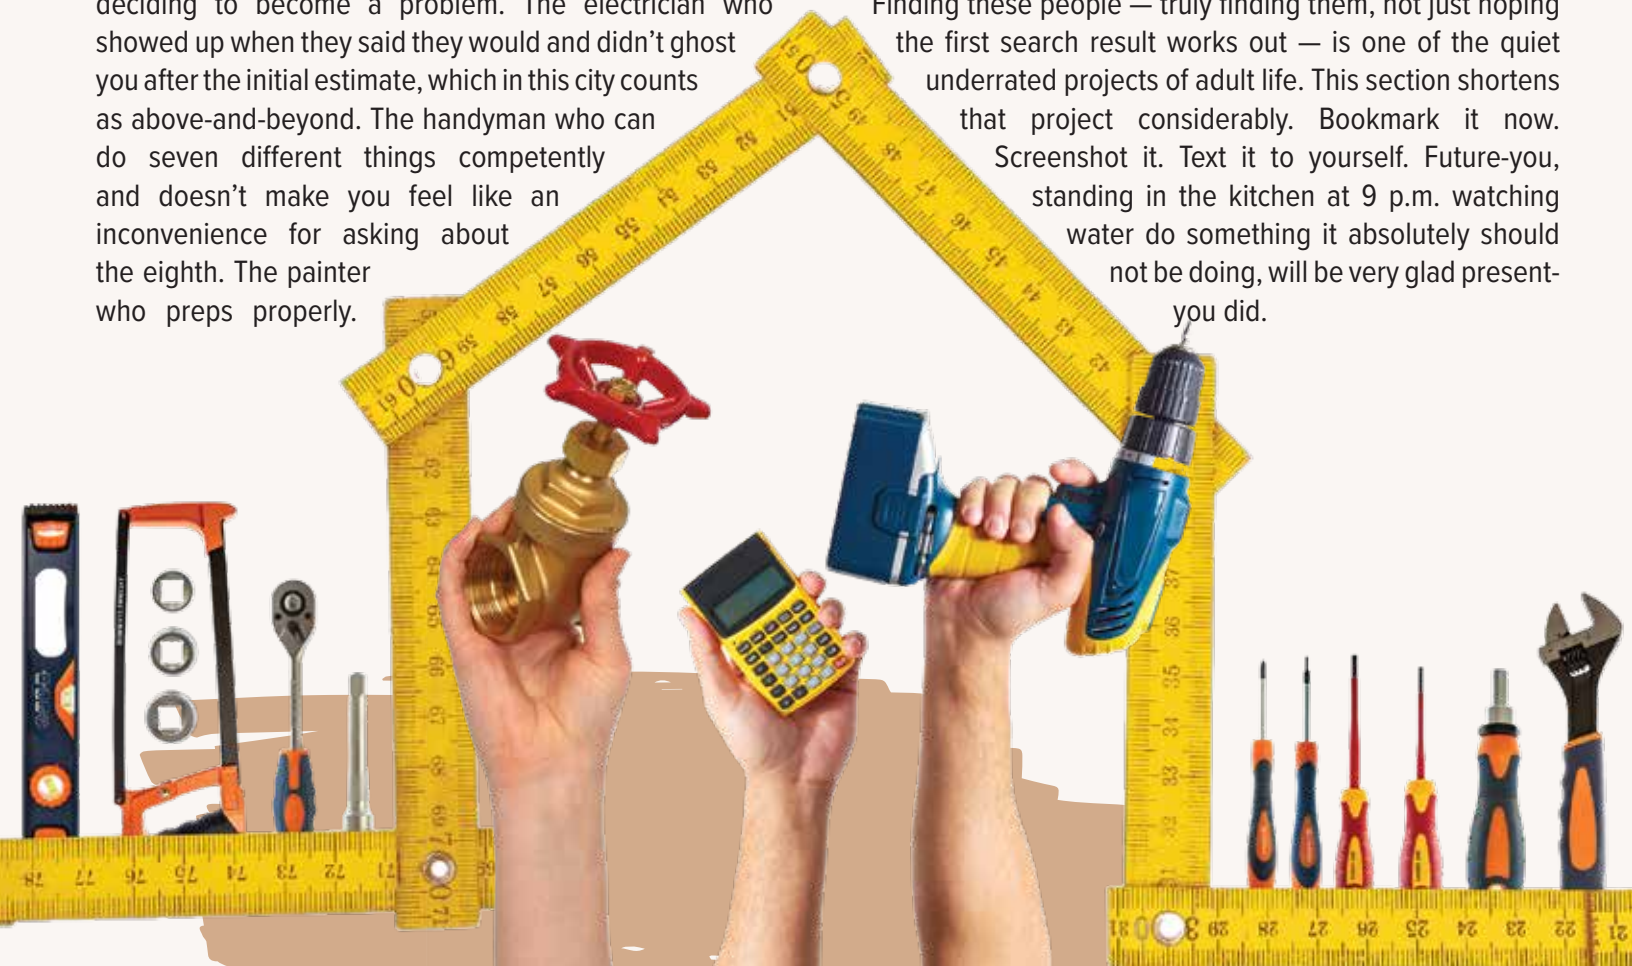 deciding to become a problem. The electrician who
showed up when they said they would and didn’t ghost
you after the initial estimate, which in this city counts
as above-and-beyond. The handyman who can
do seven different things competently
and doesn’t make you feel like an
inconvenience for asking about
the eighth. The painter
who preps properly.
Finding these people — truly finding them, not just hoping
the first search result works out — is one of the quiet
underrated projects of adult life. This section shortens
that project considerably. Bookmark it now.
Screenshot it. Text it to yourself. Future-you,
standing in the kitchen at 9 p.m. watching
water do something it absolutely should
not be doing, will be very glad present-
you did.